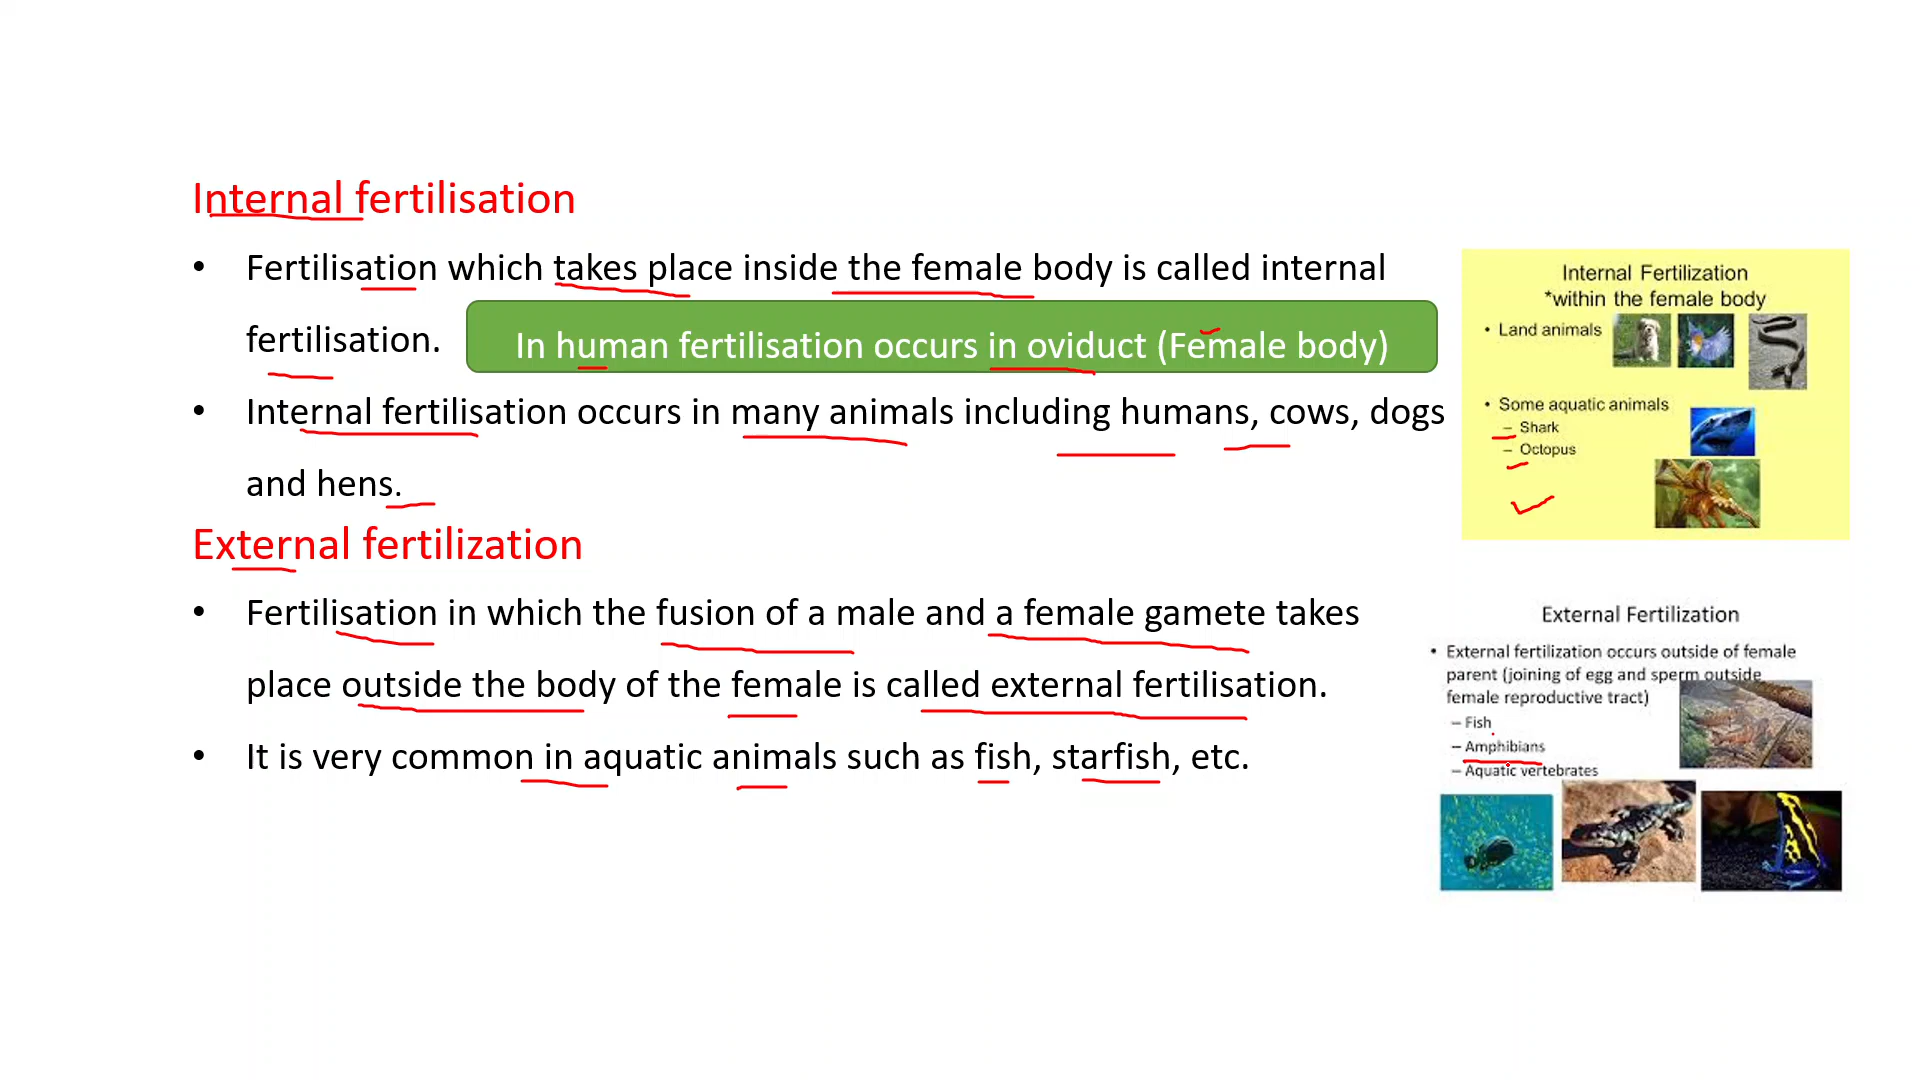 Internal fertilisation
• Fertilisation which takes place inside the female body is called internal
fertilisation.
In human fertilisation occurs in oviduct (Female body)
• Internal fertilisation occurs in many animals including humans, cows, dogs
and hens.
External fertilization
• Fertilisation in which the fusion of a male and a female gamete takes
place outside the body of the female is called external fertilisation.
• It is very common in aquatic animals such as fish, starfish, etc.
Internal Fertilization
*within the female body
• Land animals
• Some aquatic animals
– Shark
– Octopus
External Fertilization
• External fertilization occurs outside of female
parent (joining of egg and sperm outside
female reproductive tract)
– Fish
– Amphibians
– Aquatic vertebrates